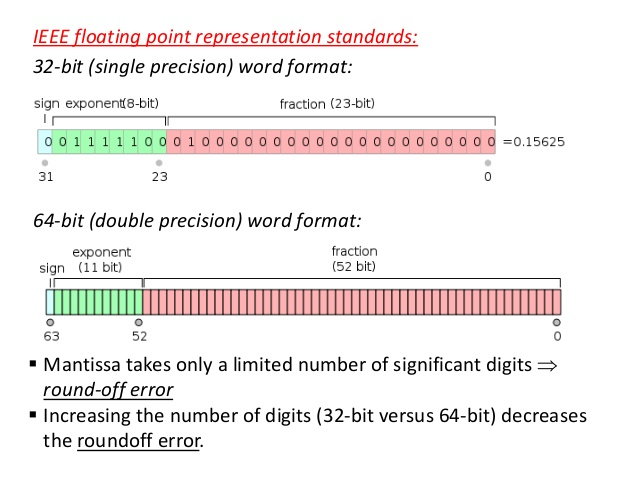 IEEE floating point representation standards:
32-bit (single precision) word format:
sign exponent(8-bit) fraction (23-bit)
0 0 1 1 1 1 1 0 0 0 1 0 0 0 0 0 0 0 0 0 0 0 0 0 0 0 0 0 0 0 0 0 =0.15625
31 23 0
64-bit (double precision) word format:
exponent fraction
sign (11 bit) (52 bit)
63 52 0
▪ Mantissa takes only a limited number of significant digits ⇒
round-off error
▪ Increasing the number of digits (32-bit versus 64-bit) decreases
the roundoff error.